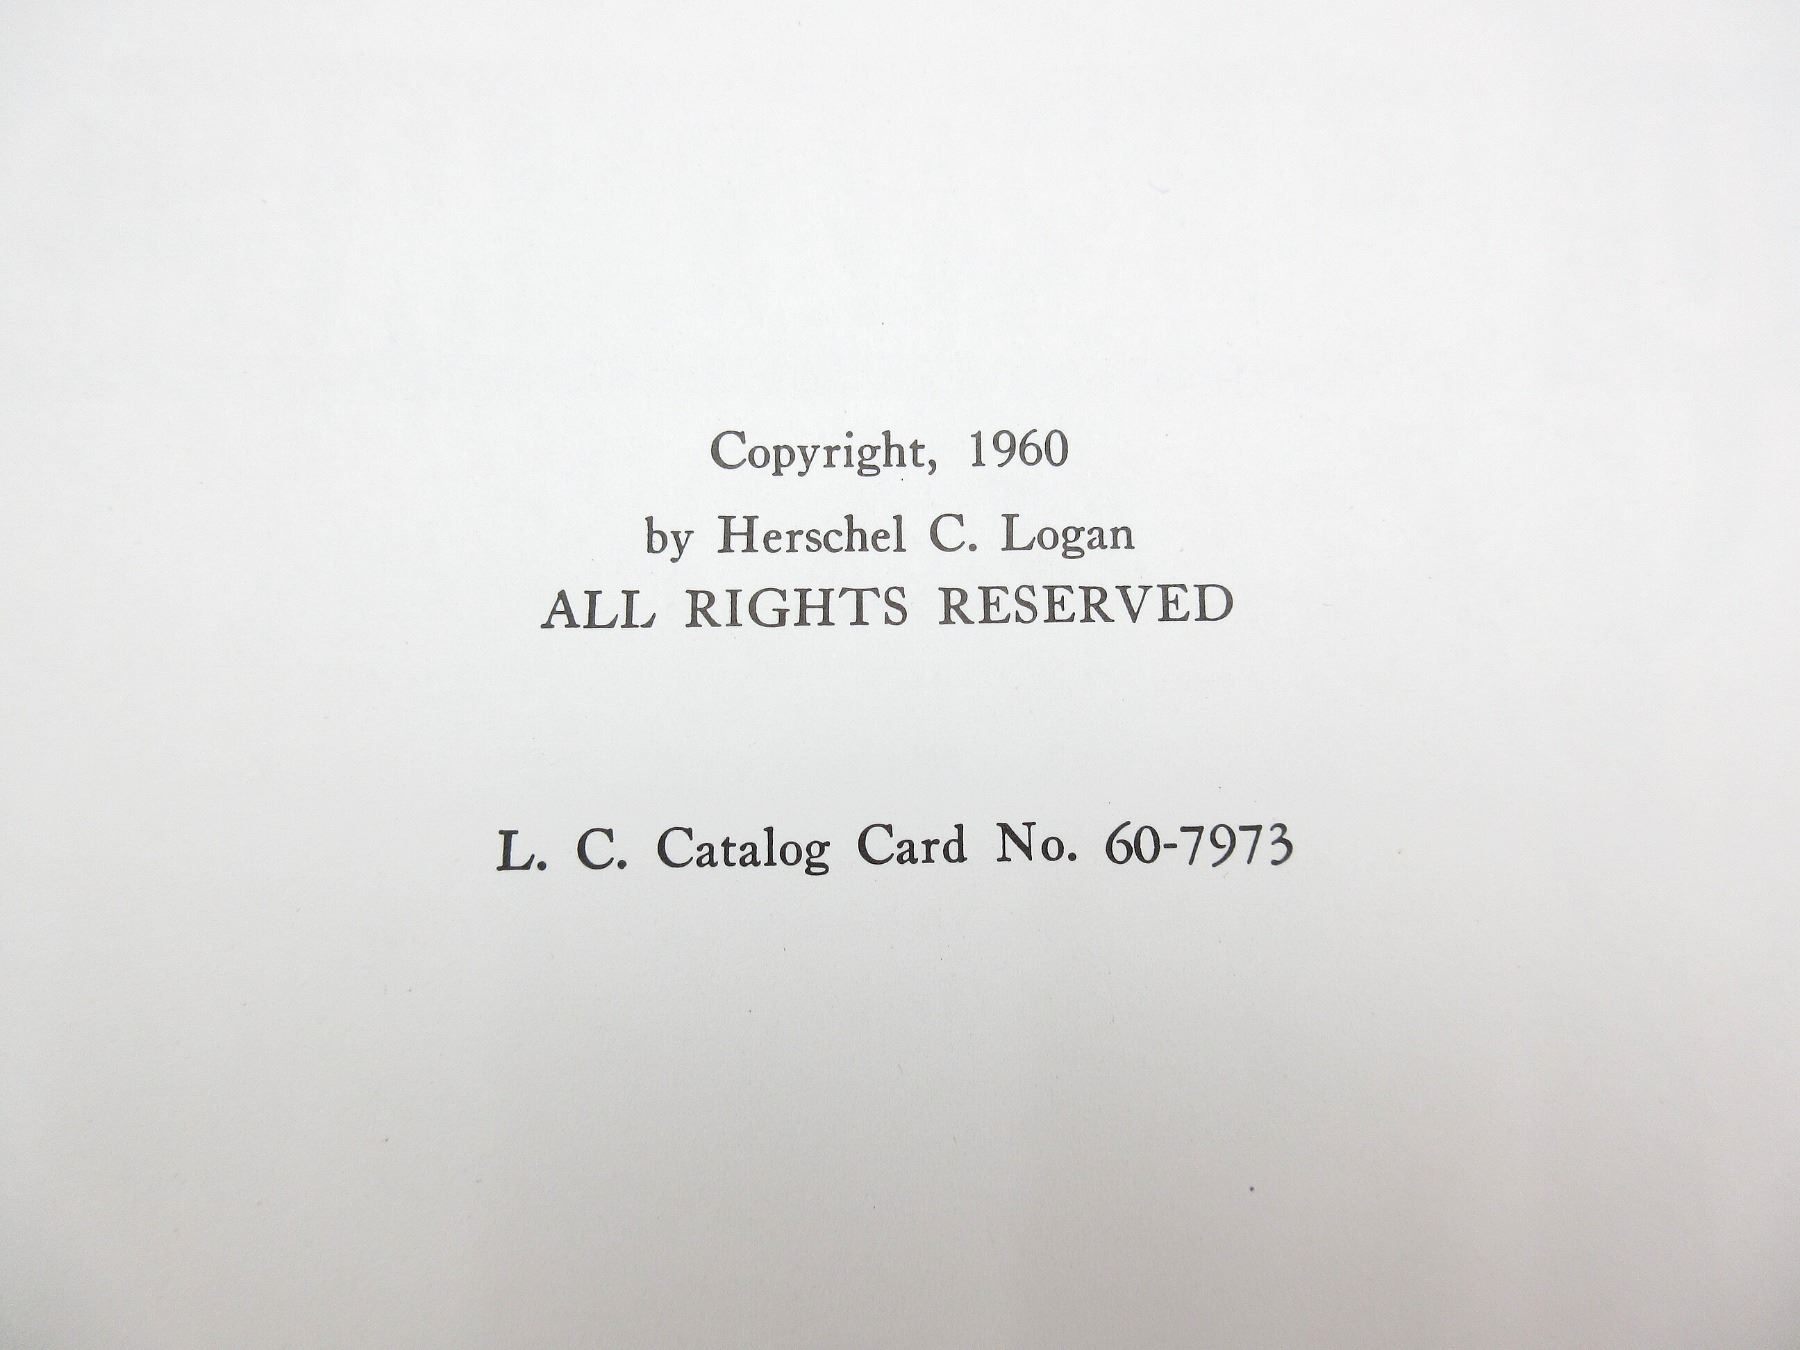 Copyright, 1960
by Herschel C. Logan
ALL RIGHTS RESERVED
L. C. Catalog Card No. 60-7973